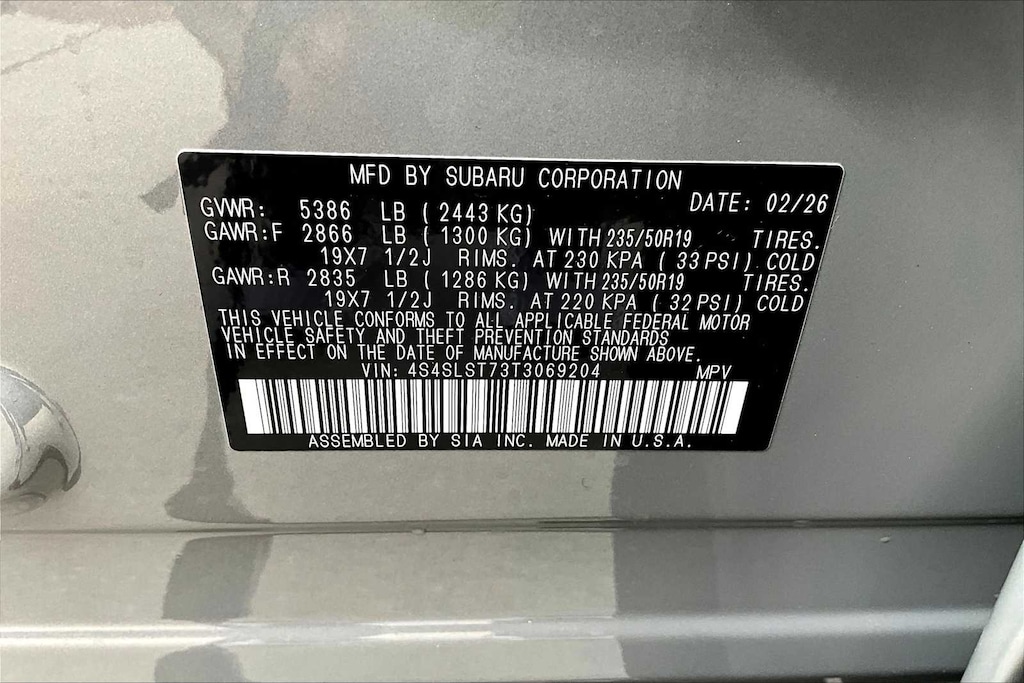 MFD BY SUBARU CORPORATION
DATE: 02/26
GVWR: 5386 LB ( 2443 KG)
GAWR:F 2866 LB ( 1300 KG) WITH 235/50R19 TIRES.
19X7 1/2J RIMS. AT 230 KPA ( 33 PSI) COLD
GAWR:R 2835 LB ( 1286 KG) WITH 235/50R19 TIRES.
19X7 1/2J RIMS. AT 220 KPA ( 32 PSI) COLD
THIS VEHICLE CONFORMS TO ALL APPLICABLE FEDERAL MOTOR
VEHICLE SAFETY AND THEFT PREVENTION STANDARDS
IN EFFECT ON THE DATE OF MANUFACTURE SHOWN ABOVE.
VIN: 4S4SLST73T3069204 MPV
ASSEMBLED BY SIA INC. MADE IN U.S.A.